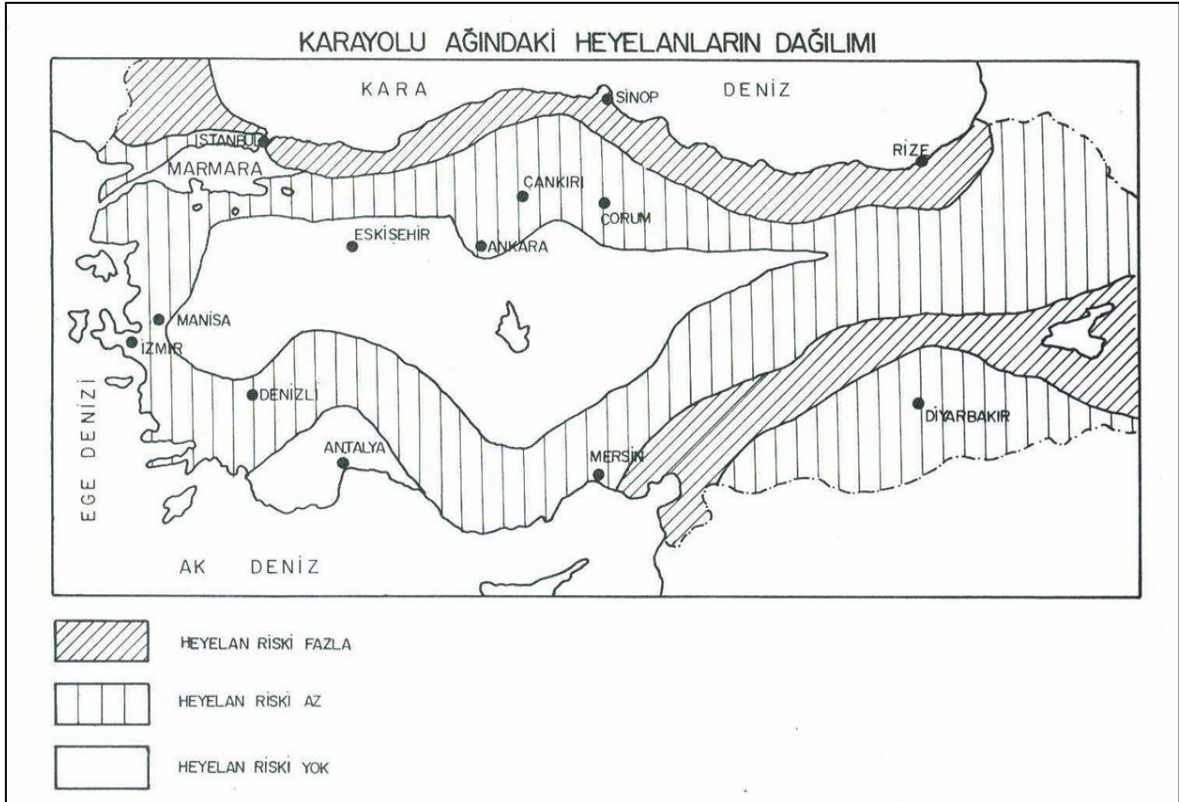 KARAYOLU AĞINDAKİ HEYELANLARIN DAĞILIMI
KARA DENİZ
SİNOP
İSTANBUL
RİZE
MARMARA
ÇANKIRI
ÇORUM
ESKİŞEHİR
ANKARA
MANİSA
İZMİR
DENİZLİ
DİYARBAKIR
ANTALYA
MERSİN
EGE DENİZİ
AK DENİZ
HEYELAN RİSKİ FAZLA
HEYELAN RİSKİ AZ
HEYELAN RİSKİ YOK